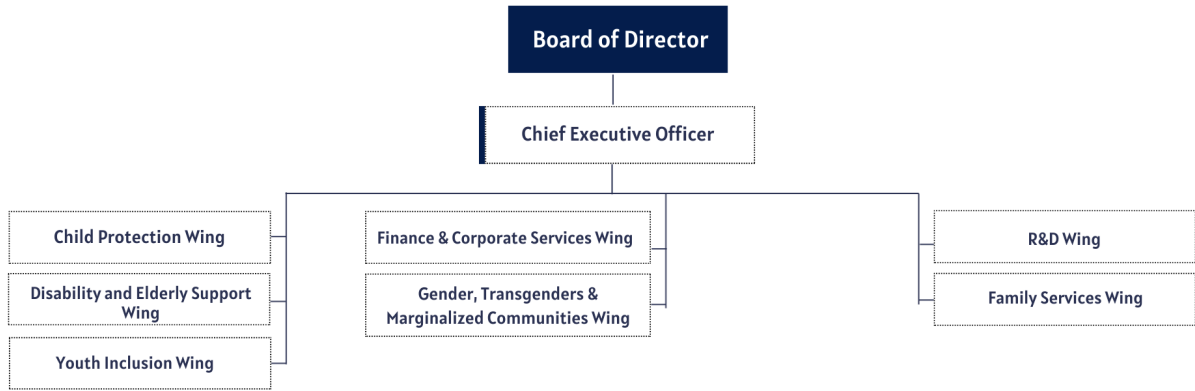 Board of Director
Chief Executive Officer
Child Protection Wing
Disability and Elderly Support
Wing
Youth Inclusion Wing
Finance & Corporate Services Wing
Gender, Transgenders &
Marginalized Communities Wing
R&D Wing
Family Services Wing